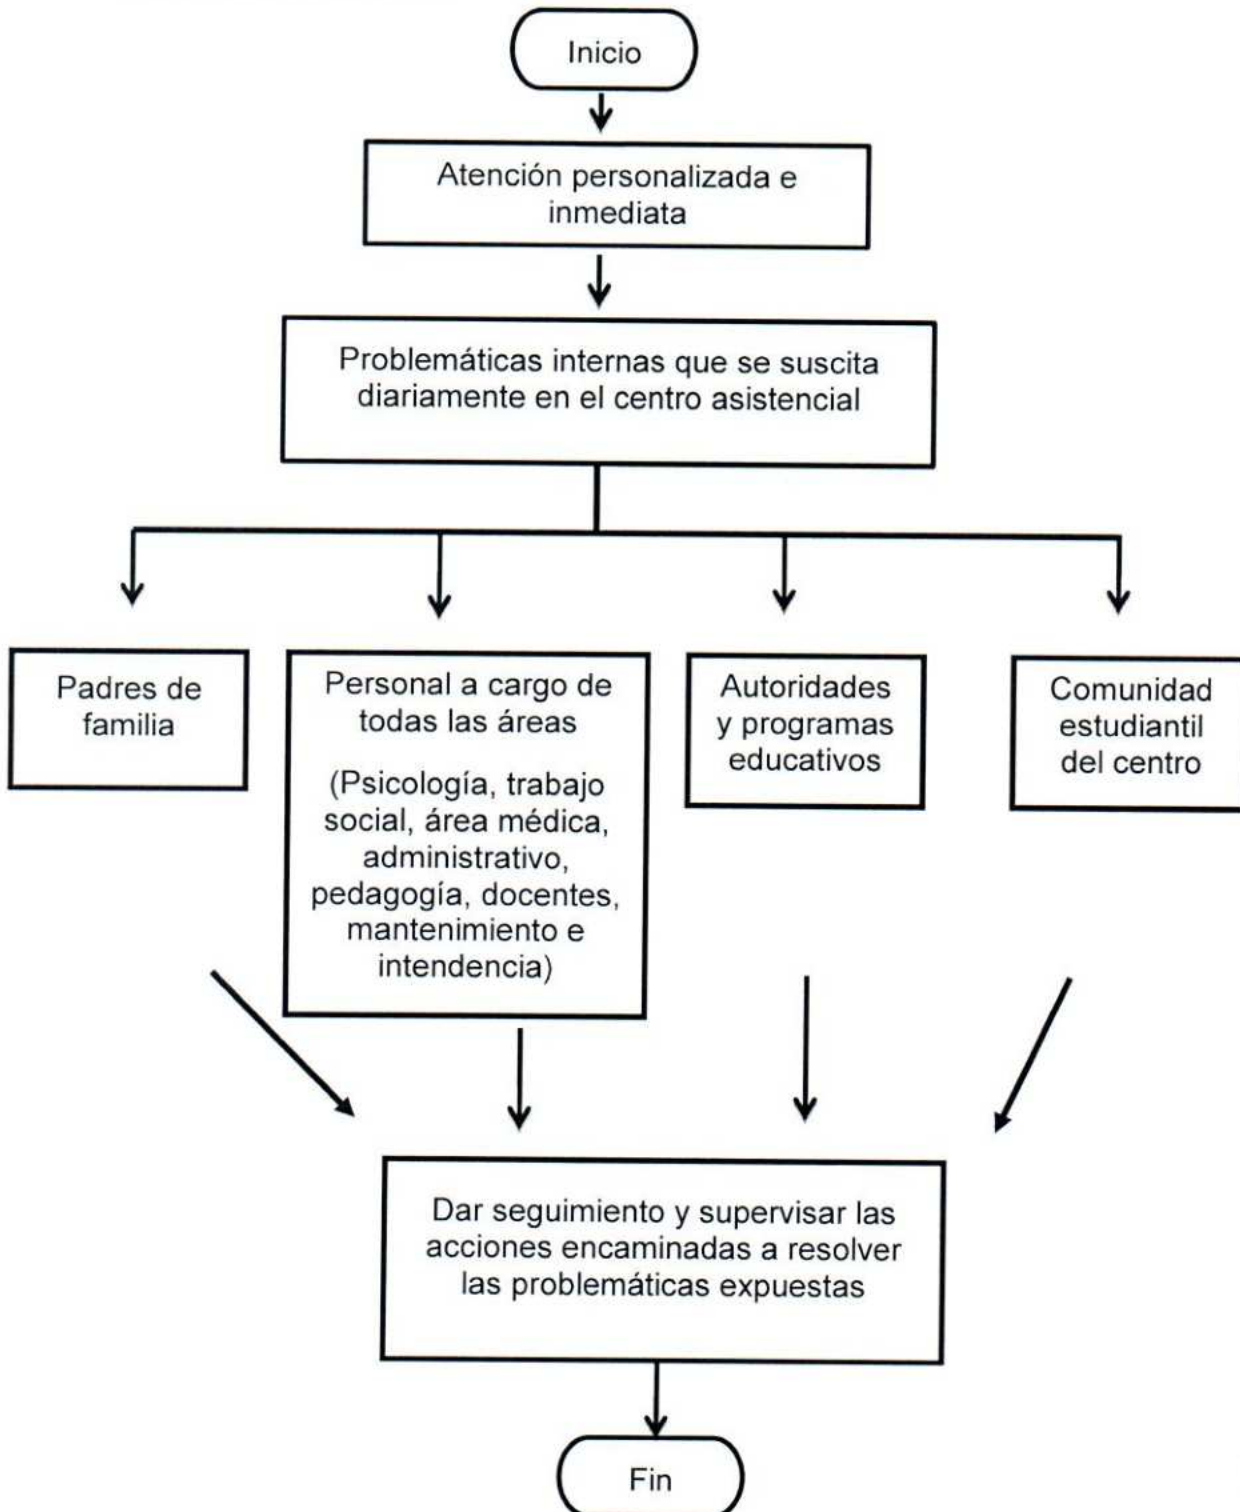 Inicio
Atención personalizada e
inmediata
Problemáticas internas que se suscita
diariamente en el centro asistencial
Padres de
familia
Personal a cargo de
todas las áreas
(Psicología, trabajo
social, área médica,
administrativo,
pedagogía, docentes,
mantenimiento e
intendencia)
Autoridades
y programas
educativos
Comunidad
estudiantil
del centro
Dar seguimiento y supervisar las
acciones encaminadas a resolver
las problemáticas expuestas
Fin